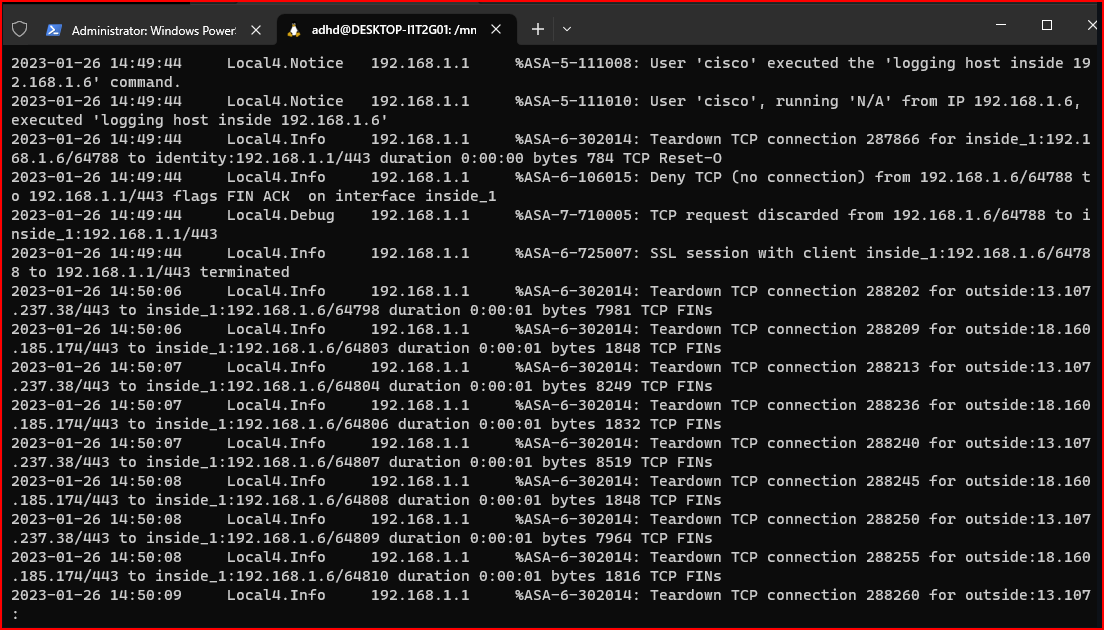 Administrator: Windows Power
adhd@DESKTOP-I1T2G01: /mn
2023-01-26 14:49:44     Local4.Notice   192.168.1.1     %ASA-5-111008: User 'cisco' executed the 'logging host inside 19
2.168.1.6' command.
2023-01-26 14:49:44     Local4.Notice   192.168.1.1     %ASA-5-111010: User 'cisco', running 'N/A' from IP 192.168.1.6,
executed 'logging host inside 192.168.1.6'
2023-01-26 14:49:44     Local4.Info     192.168.1.1     %ASA-6-302014: Teardown TCP connection 287866 for inside_1:192.1
68.1.6/64788 to identity:192.168.1.1/443 duration 0:00:00 bytes 784 TCP Reset-O
2023-01-26 14:49:44     Local4.Info     192.168.1.1     %ASA-6-106015: Deny TCP (no connection) from 192.168.1.6/64788 t
o 192.168.1.1/443 flags FIN ACK  on interface inside_1
2023-01-26 14:49:44     Local4.Debug    192.168.1.1     %ASA-7-710005: TCP request discarded from 192.168.1.6/64788 to i
nside_1:192.168.1.1/443
2023-01-26 14:49:44     Local4.Info     192.168.1.1     %ASA-6-725007: SSL session with client inside_1:192.168.1.6/6478
8 to 192.168.1.1/443 terminated
2023-01-26 14:50:06     Local4.Info     192.168.1.1     %ASA-6-302014: Teardown TCP connection 288202 for outside:13.107
.237.38/443 to inside_1:192.168.1.6/64798 duration 0:00:01 bytes 7981 TCP FINs
2023-01-26 14:50:06     Local4.Info     192.168.1.1     %ASA-6-302014: Teardown TCP connection 288209 for outside:18.160
.185.174/443 to inside_1:192.168.1.6/64803 duration 0:00:01 bytes 1848 TCP FINs
2023-01-26 14:50:07     Local4.Info     192.168.1.1     %ASA-6-302014: Teardown TCP connection 288213 for outside:13.107
.237.38/443 to inside_1:192.168.1.6/64804 duration 0:00:01 bytes 8249 TCP FINs
2023-01-26 14:50:07     Local4.Info     192.168.1.1     %ASA-6-302014: Teardown TCP connection 288236 for outside:18.160
.185.174/443 to inside_1:192.168.1.6/64806 duration 0:00:01 bytes 1832 TCP FINs
2023-01-26 14:50:07     Local4.Info     192.168.1.1     %ASA-6-302014: Teardown TCP connection 288240 for outside:13.107
.237.38/443 to inside_1:192.168.1.6/64807 duration 0:00:01 bytes 8519 TCP FINs
2023-01-26 14:50:08     Local4.Info     192.168.1.1     %ASA-6-302014: Teardown TCP connection 288245 for outside:18.160
.185.174/443 to inside_1:192.168.1.6/64808 duration 0:00:01 bytes 1848 TCP FINs
2023-01-26 14:50:08     Local4.Info     192.168.1.1     %ASA-6-302014: Teardown TCP connection 288250 for outside:13.107
.237.38/443 to inside_1:192.168.1.6/64809 duration 0:00:01 bytes 7964 TCP FINs
2023-01-26 14:50:08     Local4.Info     192.168.1.1     %ASA-6-302014: Teardown TCP connection 288255 for outside:18.160
.185.174/443 to inside_1:192.168.1.6/64810 duration 0:00:01 bytes 1816 TCP FINs
2023-01-26 14:50:09     Local4.Info     192.168.1.1     %ASA-6-302014: Teardown TCP connection 288260 for outside:13.107
: